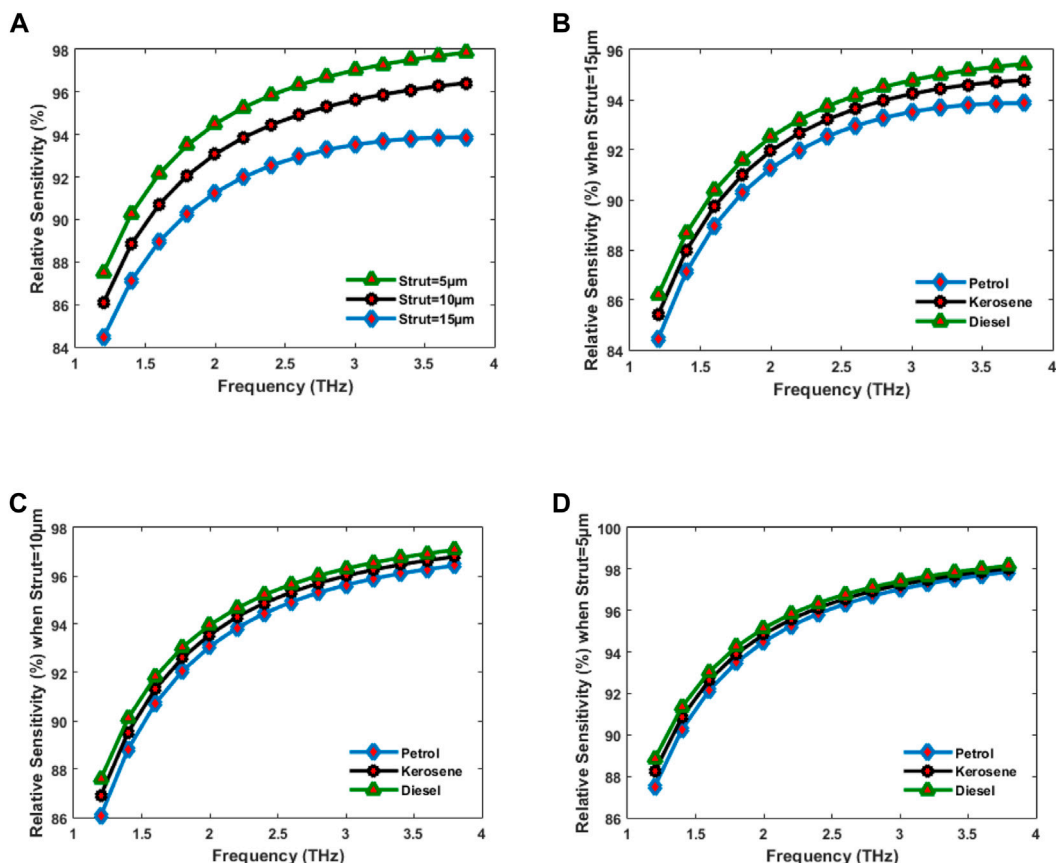 A
98
96
94
92
90
88
86
84
Relative Sensitivity (%)
Strut=5µm
Strut=10µm
Strut=15µm
1
1.5
2
2.5
3
3.5
4
Frequency (THz)
B
96
94
92
90
88
86
84
Relative Sensitivity (%) when Strut=15µm
Petrol
Kerosene
Diesel
1
1.5
2
2.5
3
3.5
4
Frequency (THz)
C
98
96
94
92
90
88
86
Relative Sensitivity (%) when Strut=10µm
Petrol
Kerosene
Diesel
1
1.5
2
2.5
3
3.5
4
Frequency (THz)
D
100
98
96
94
92
90
88
86
Relative Sensitivity (%) when Strut=5µm
Petrol
Kerosene
Diesel
1
1.5
2
2.5
3
3.5
4
Frequency (THz)